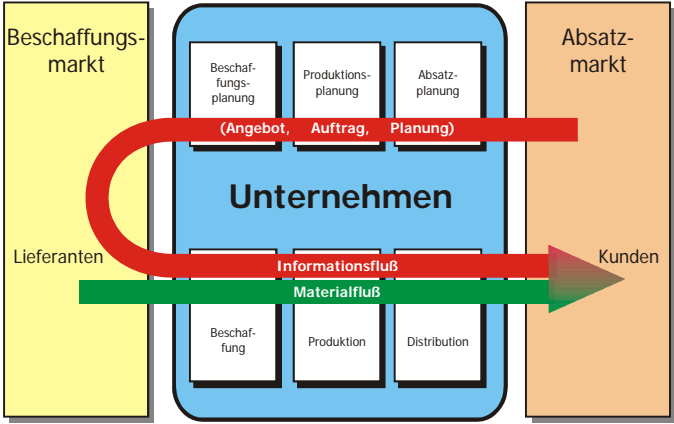 Beschaffungs-
markt
Absatz-
markt
Beschaf-
fungs-
planung
Produktions-
planung
Absatz-
planung
(Angebot, Auftrag, Planung)
Unternehmen
Lieferanten
Kunden
Informationsfluß
Materialfluß
Beschaf-
fung
Produktion
Distribution